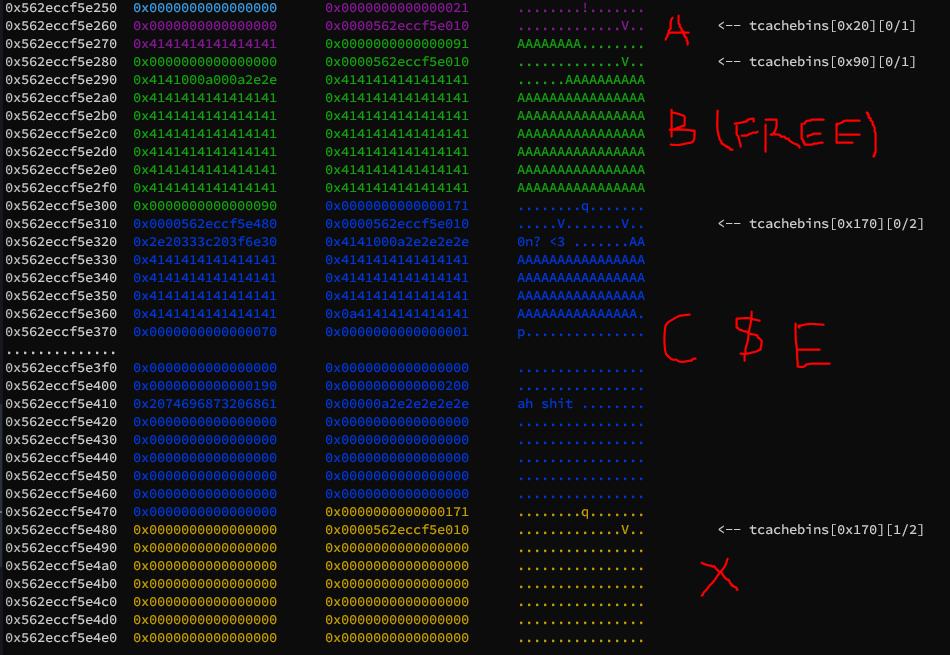 0x562eccf5e250 0x0000000000000000 0x0000000000000021 ........!.......
0x562eccf5e260 0x0000000000000000 0x0000562eccf5e010 .............V.. <-- tcachebins[0x20][0/1]
A
0x562eccf5e270 0x4141414141414141 0x0000000000000091 AAAAAAAA........
0x562eccf5e280 0x0000000000000000 0x0000562eccf5e010 .............V.. <-- tcachebins[0x90][0/1]
0x562eccf5e290 0x4141000a000a2e2e 0x4141414141414141 ......AAAAAAAAAA
0x562eccf5e2a0 0x4141414141414141 0x4141414141414141 AAAAAAAAAAAAAAAA
0x562eccf5e2b0 0x4141414141414141 0x4141414141414141 AAAAAAAAAAAAAAAA
0x562eccf5e2c0 0x4141414141414141 0x4141414141414141 AAAAAAAAAAAAAAAA
B (FREE)
0x562eccf5e2d0 0x4141414141414141 0x4141414141414141 AAAAAAAAAAAAAAAA
0x562eccf5e2e0 0x4141414141414141 0x4141414141414141 AAAAAAAAAAAAAAAA
0x562eccf5e2f0 0x4141414141414141 0x4141414141414141 AAAAAAAAAAAAAAAA
0x562eccf5e300 0x0000000000000090 0x0000000000000171 ........q.......
0x562eccf5e310 0x0000562eccf5e480 0x0000562eccf5e010 .....V.......V.. <-- tcachebins[0x170][0/2]
0x562eccf5e320 0x2e20333c203f6e30 0x4141000a2e2e2e2e 0n? <3 .......AA
0x562eccf5e330 0x4141414141414141 0x4141414141414141 AAAAAAAAAAAAAAAA
0x562eccf5e340 0x4141414141414141 0x4141414141414141 AAAAAAAAAAAAAAAA
0x562eccf5e350 0x4141414141414141 0x4141414141414141 AAAAAAAAAAAAAAAA
0x562eccf5e360 0x4141414141414141 0x0a41414141414141 AAAAAAAAAAAAAAA.
0x562eccf5e370 0x0000000000000070 0x0000000000000001 p...............
C $ E
..............
0x562eccf5e3f0 0x0000000000000000 0x0000000000000000 ................
0x562eccf5e400 0x0000000000000190 0x0000000000000200 ................
0x562eccf5e410 0x2074696873206861 0x00000a2e2e2e2e2e ah shit ........
0x562eccf5e420 0x0000000000000000 0x0000000000000000 ................
0x562eccf5e430 0x0000000000000000 0x0000000000000000 ................
0x562eccf5e440 0x0000000000000000 0x0000000000000000 ................
0x562eccf5e450 0x0000000000000000 0x0000000000000000 ................
0x562eccf5e460 0x0000000000000000 0x0000000000000000 ................
0x562eccf5e470 0x0000000000000000 0x0000000000000171 ........q.......
0x562eccf5e480 0x0000000000000000 0x0000562eccf5e010 .............V.. <-- tcachebins[0x170][1/2]
0x562eccf5e490 0x0000000000000000 0x0000000000000000 ................
0x562eccf5e4a0 0x0000000000000000 0x0000000000000000 ................
X
0x562eccf5e4b0 0x0000000000000000 0x0000000000000000 ................
0x562eccf5e4c0 0x0000000000000000 0x0000000000000000 ................
0x562eccf5e4d0 0x0000000000000000 0x0000000000000000 ................
0x562eccf5e4e0 0x0000000000000000 0x0000000000000000 ................